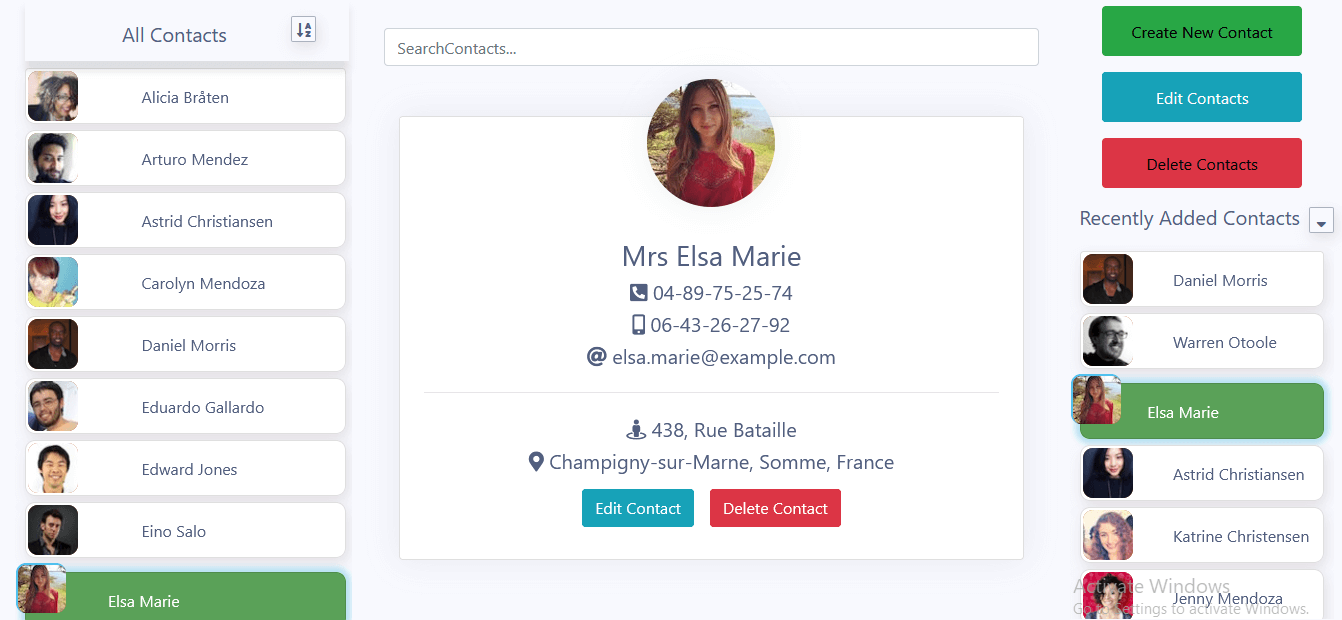 All Contacts
Alicia Bråten
Arturo Mendez
Astrid Christiansen
Carolyn Mendoza
Daniel Morris
Eduardo Gallardo
Edward Jones
Eino Salo
Elsa Marie
SearchContacts...
Mrs Elsa Marie
04-89-75-25-74
06-43-26-27-92
@ elsa.marie@example.com
438, Rue Bataille
Champigny-sur-Marne, Somme, France
Edit Contact
Delete Contact
Create New Contact
Edit Contacts
Delete Contacts
Recently Added Contacts
Daniel Morris
Warren Otoole
Elsa Marie
Astrid Christiansen
Katrine Christensen
Jenny Mendoza
Activate Windows
Go to Settings to activate Windows.